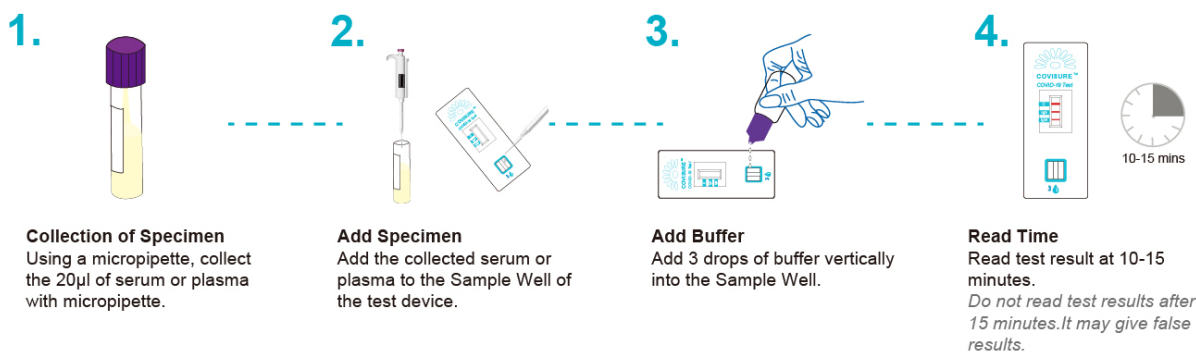 1.
2.
3.
4.
COVISURE™
COVID-19 Test
10-15 mins
Collection of Specimen
Using a micropipette, collect
the 20µl of serum or plasma
with micropipette.
Add Specimen
Add the collected serum or
plasma to the Sample Well of
the test device.
Add Buffer
Add 3 drops of buffer vertically
into the Sample Well.
Read Time
Read test result at 10-15
minutes.
Do not read test results after
15 minutes.It may give false
results.